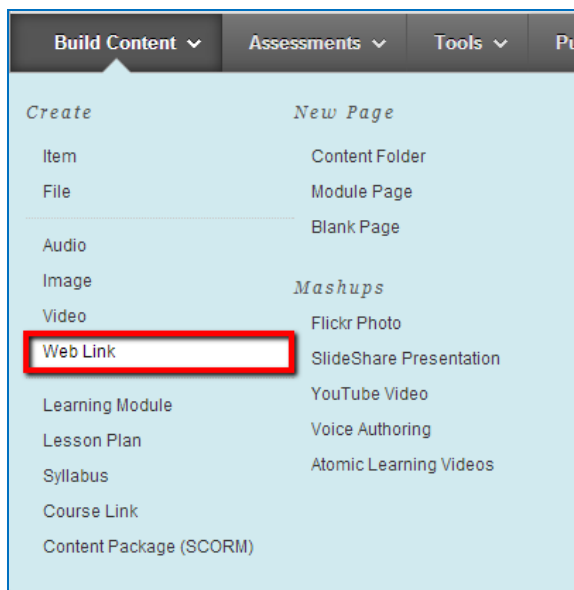 Build Content Assessments Tools Pu
Create
Item
File
Audio
Image
Video
Web Link
Learning Module
Lesson Plan
Syllabus
Course Link
Content Package (SCORM)
New Page
Content Folder
Module Page
Blank Page
Mashups
Flickr Photo
SlideShare Presentation
YouTube Video
Voice Authoring
Atomic Learning Videos